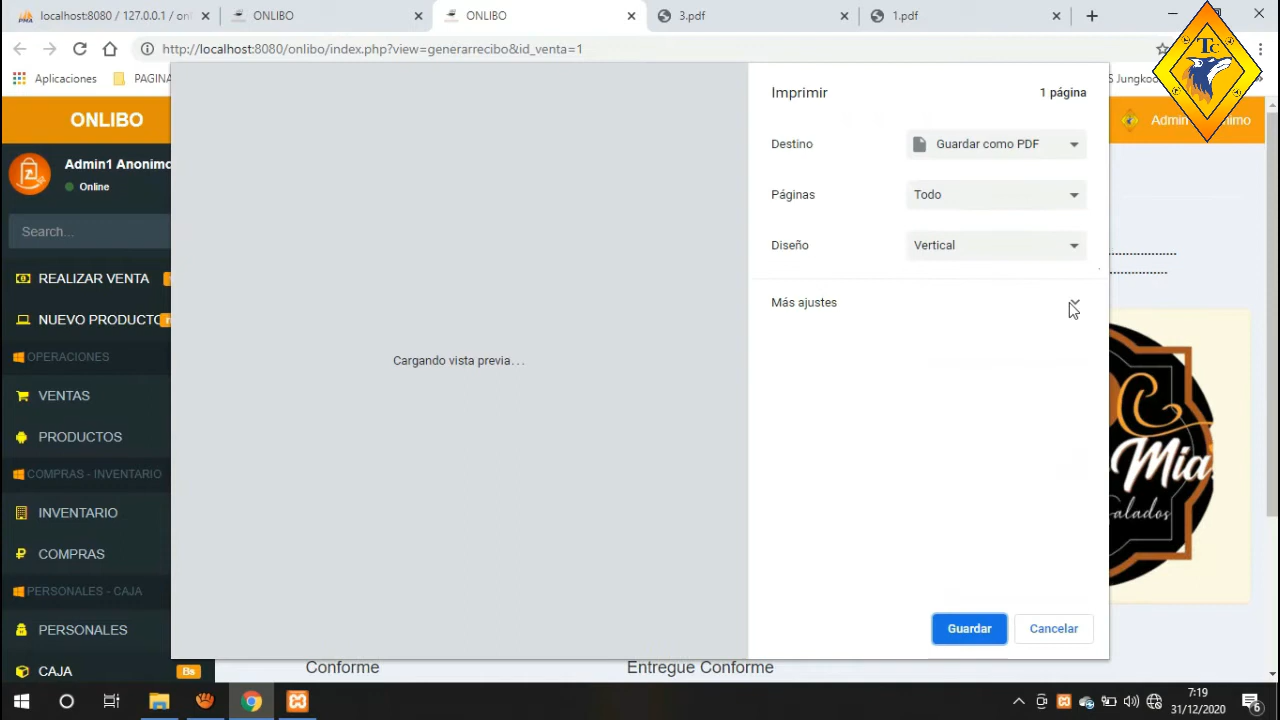 localhost:8080 / 127.0.0.1 / onl
ONLIBO
ONLIBO
3.pdf
1.pdf
http://localhost:8080/onlibo/index.php?view=generarrecibo&id_venta=1
Aplicaciones
PAGINA
S Jungkoo
TC
ONLIBO
Admin
nimo
Admin1 Anonimo
Online
Search...
REALIZAR VENTA
NUEVO PRODUCTO
OPERACIONES
VENTAS
PRODUCTOS
COMPRAS - INVENTARIO
INVENTARIO
COMPRAS
PERSONALES - CAJA
PERSONALES
CAJA
Bs
Cargando vista previa...
Imprimir
1 página
Destino
Guardar como PDF
Páginas
Todo
Diseño
Vertical
Más ajustes
Guardar
Cancelar
C
Mia
alados
Conforme
Entregue Conforme
7:19
31/12/2020
6